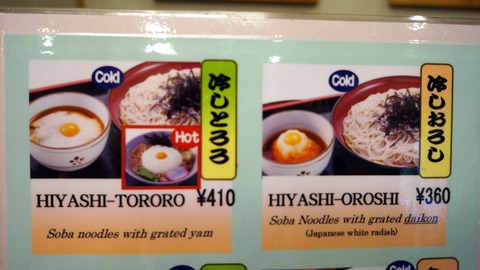 Cold
冷しとろろ
Hot
HIYASHI-TORORO ¥410
Soba noodles with grated yam
Cold
冷しおろし
HIYASHI-OROSHI ¥360
Soba Noodles with grated daikon
(Japanese white radish)
Cold